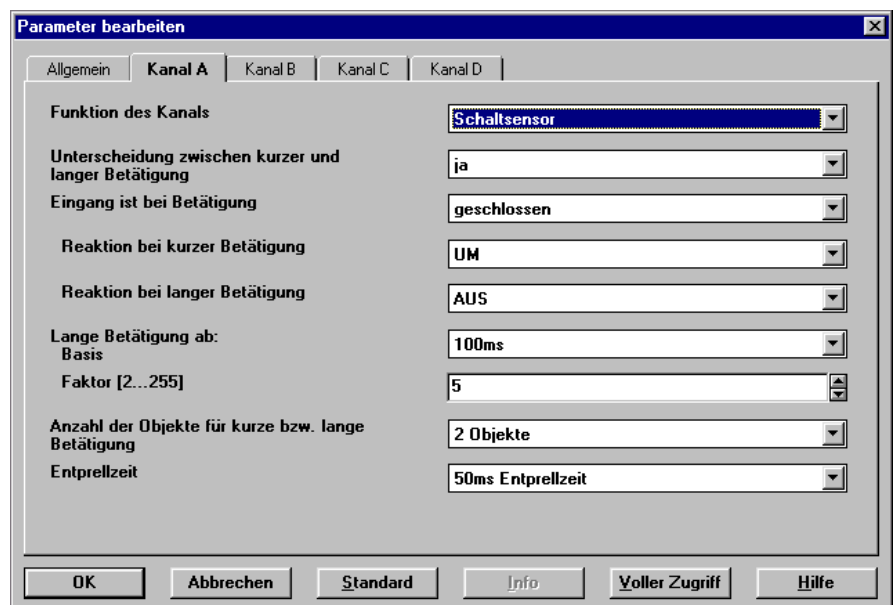 Parameter bearbeiten
Allgemein Kanal A Kanal B Kanal C Kanal D
Funktion des Kanals Schaltsensor
Unterscheidung zwischen kurzer und
langer Betätigung ja
Eingang ist bei Betätigung geschlossen
Reaktion bei kurzer Betätigung UM
Reaktion bei langer Betätigung AUS
Lange Betätigung ab:
Basis 100ms
Faktor [2...255] 5
Anzahl der Objekte für kurze bzw. lange
Betätigung 2 Objekte
Entprellzeit 50ms Entprellzeit
OK Abbrechen Standard Info Voller Zugriff Hilfe